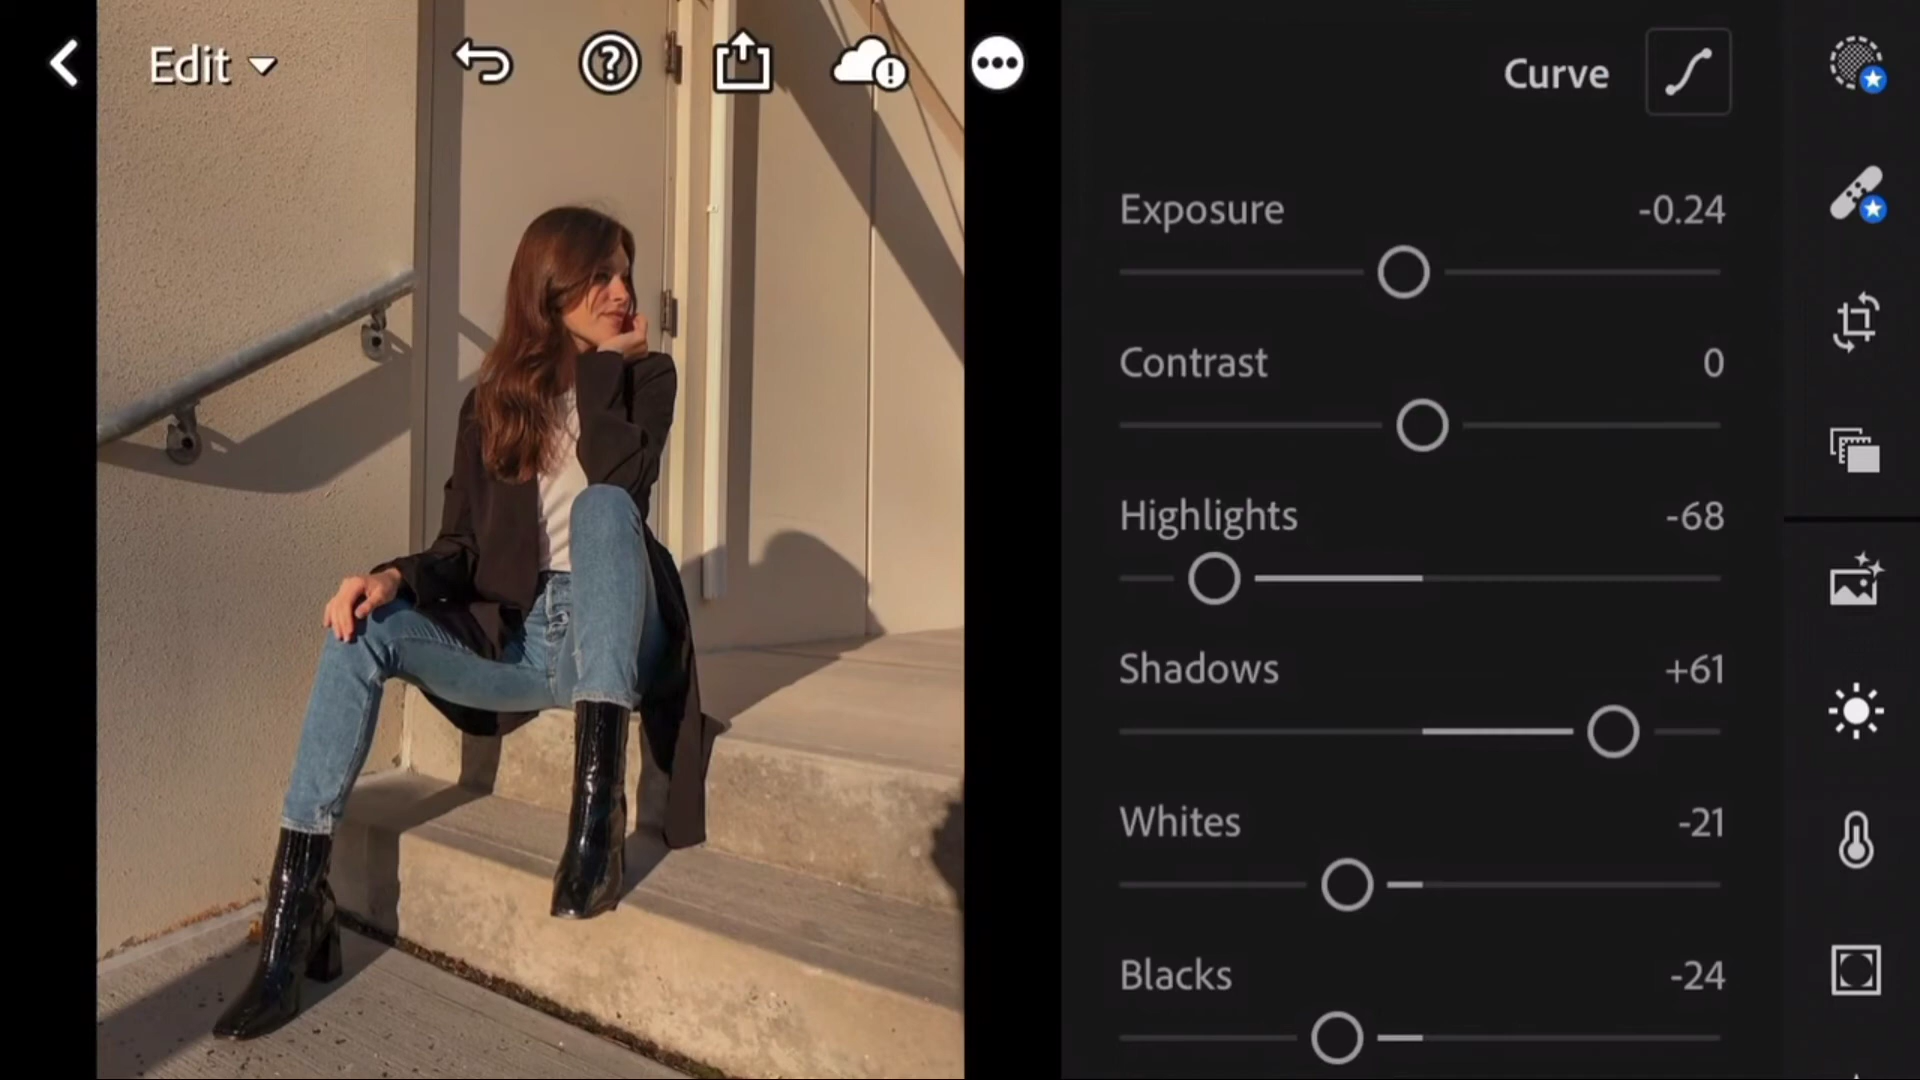 Edit
Curve
Exposure -0.24
Contrast 0
Highlights -68
Shadows +61
Whites -21
Blacks -24